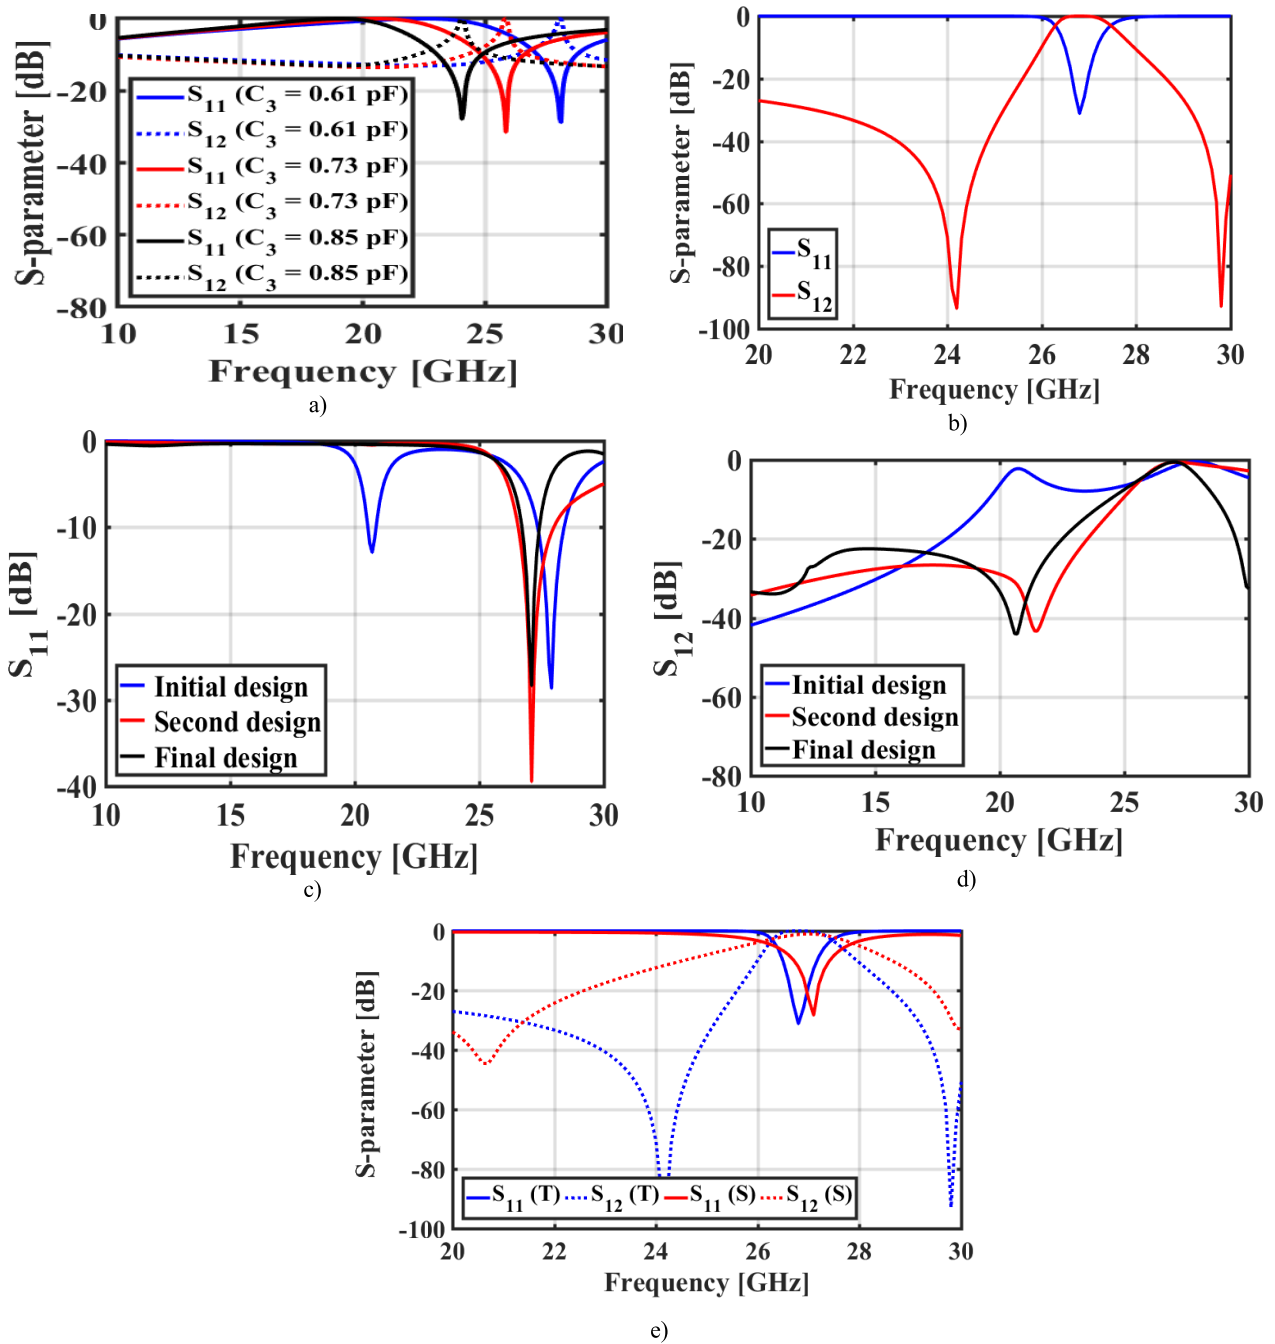 S-parameter [dB]
0
-20
-40
-60
-80
S11 (C3 = 0.61 pF)
S12 (C3 = 0.61 pF)
S11 (C3 = 0.73 pF)
S12 (C3 = 0.73 pF)
S11 (C3 = 0.85 pF)
S12 (C3 = 0.85 pF)
10 15 20 25 30
Frequency [GHz]
a)
S-parameter [dB]
0
-20
-40
-60
-80
-100
S11
S12
20 22 24 26 28 30
Frequency [GHz]
b)
S11 [dB]
0
-10
-20
-30
-40
Initial design
Second design
Final design
10 15 20 25 30
Frequency [GHz]
c)
S12 [dB]
0
-20
-40
-60
-80
Initial design
Second design
Final design
10 15 20 25 30
Frequency [GHz]
d)
S-parameter [dB]
0
-20
-40
-60
-80
-100
S11 (T) S12 (T) S11 (S) S12 (S)
20 22 24 26 28 30
Frequency [GHz]
e)